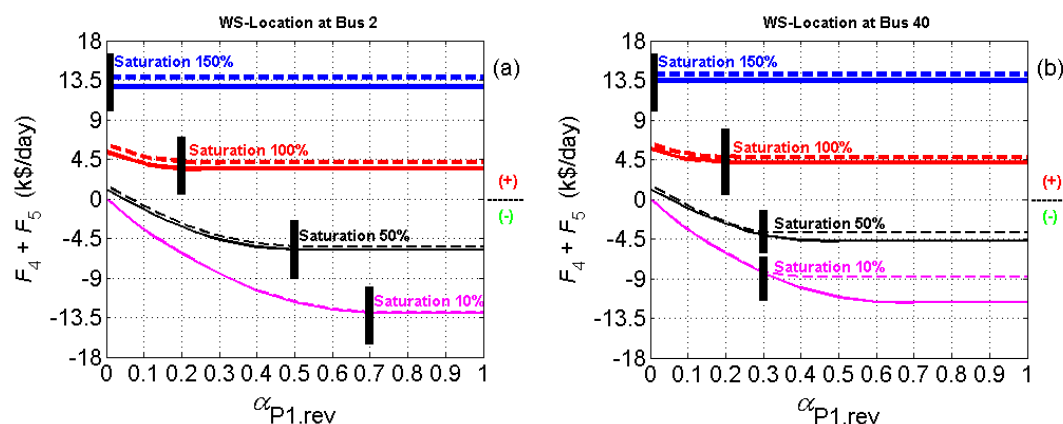 WS-Location at Bus 2
(a)
F4 + F5 (k$/day)
18
13.5
9
4.5
0
-4.5
-9
-13.5
-18
Saturation 150%
Saturation 100%
Saturation 50%
Saturation 10%
(+)
(-)
0 0.1 0.2 0.3 0.4 0.5 0.6 0.7 0.8 0.9 1
αP1.rev
WS-Location at Bus 40
(b)
F4 + F5 (k$/day)
18
13.5
9
4.5
0
-4.5
-9
-13.5
-18
Saturation 150%
Saturation 100%
Saturation 50%
Saturation 10%
(+)
(-)
0 0.1 0.2 0.3 0.4 0.5 0.6 0.7 0.8 0.9 1
αP1.rev